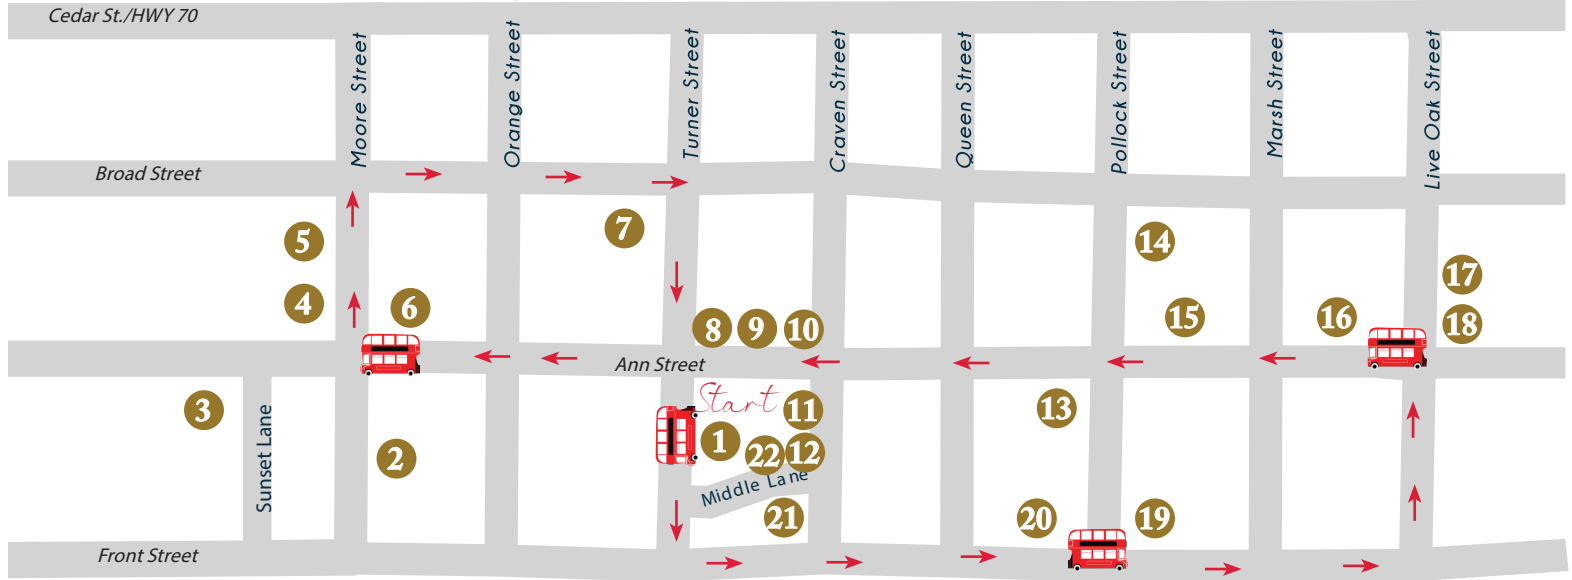 Cedar St./HWY 70
Moore Street
Orange Street
Turner Street
Craven Street
Queen Street
Pollock Street
Marsh Street
Live Oak Street
Broad Street
5
7
14
17
4
6
8
9
10
15
16
18
Ann Street
Start
3
Sunset Lane
2
1
11
22
12
13
Middle Lane
21
20
19
Front Street